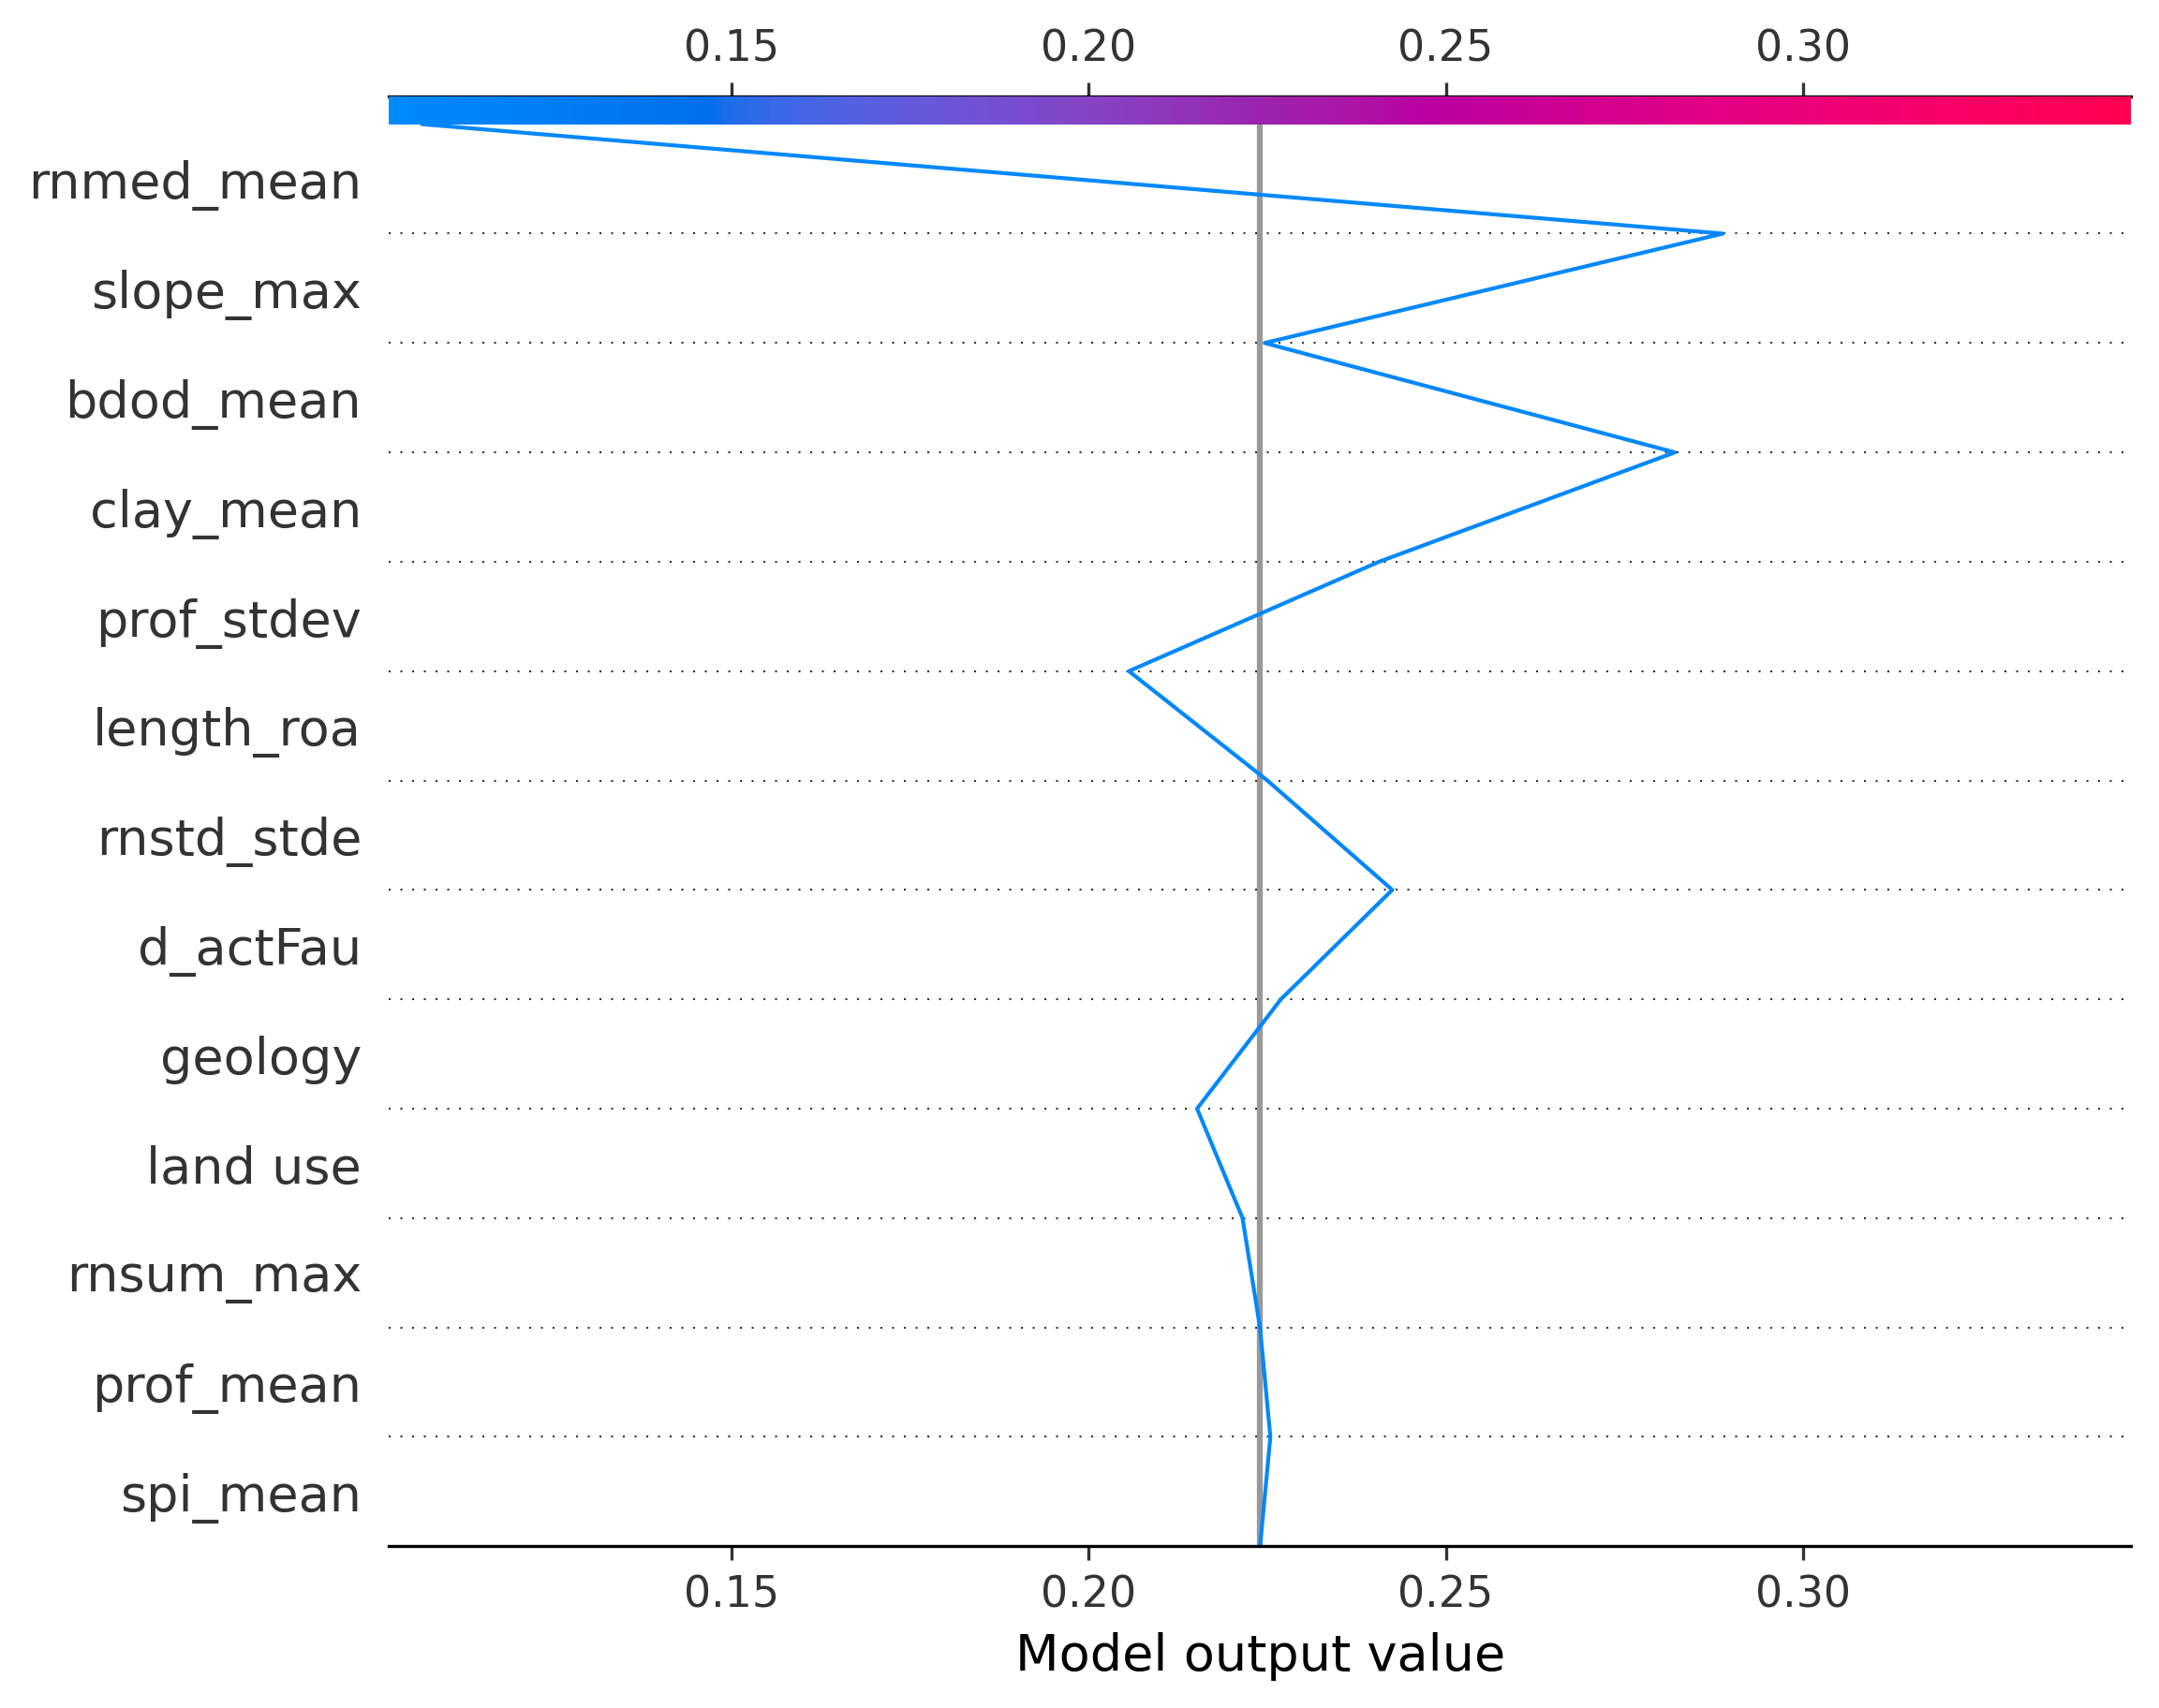 0.15 0.20 0.25 0.30
rnmed_mean
slope_max
bdod_mean
clay_mean
prof_stdev
length_roa
rnstd_stde
d_actFau
geology
land use
rnsum_max
prof_mean
spi_mean
0.15 0.20 0.25 0.30
Model output value